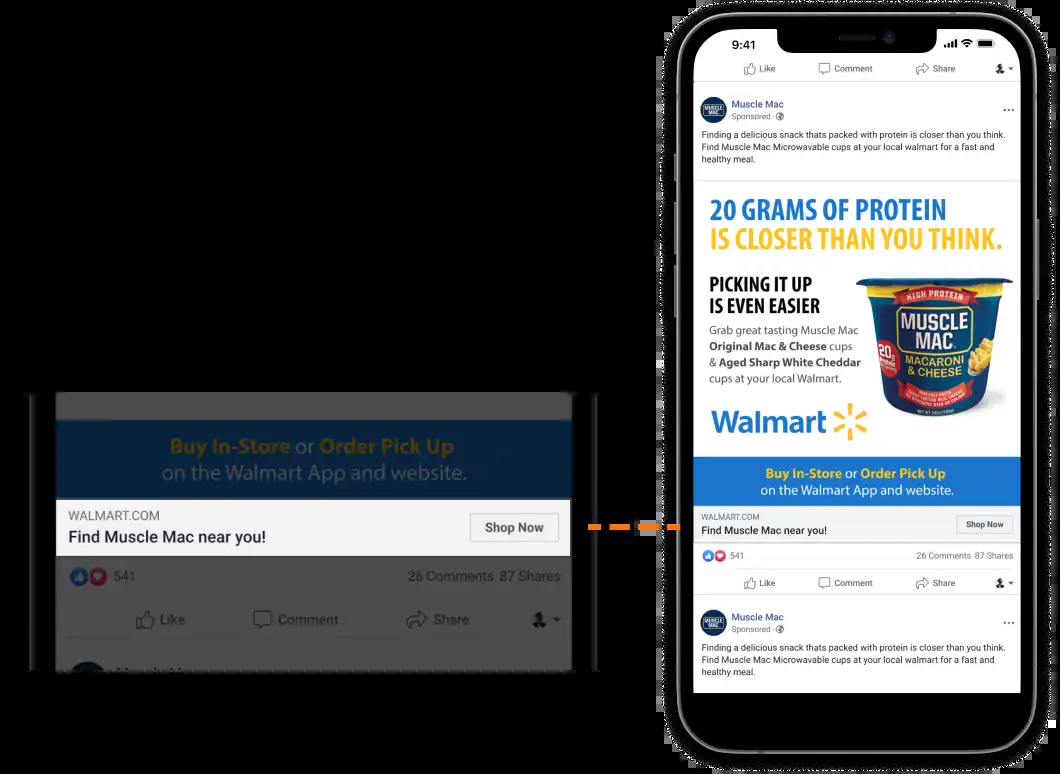 Buy In-Store or Order Pick Up
on the Walmart App and website.
WALMART.COM
Find Muscle Mac near you!
Shop Now
541
26 Comments 87 Shares
Like
Comment
Share
9:41
Like
Comment
Share
MUSCLE
MAC
Muscle Mac
Sponsored ·
Finding a delicious snack thats packed with protein is closer than you think.
Find Muscle Mac Microwavable cups at your local walmart for a fast and
healthy meal.
20 GRAMS OF PROTEIN
IS CLOSER THAN YOU THINK.
PICKING IT UP
IS EVEN EASIER
Grab great tasting Muscle Mac
Original Mac & Cheese cups
& Aged Sharp White Cheddar
cups at your local Walmart.
HIGH PROTEIN
MUSCLE
MAC
MACARONI
& CHEESE
20g
Walmart
Buy In-Store or Order Pick Up
on the Walmart App and website.
WALMART.COM
Find Muscle Mac near you!
Shop Now
541
26 Comments 87 Shares
Like
Comment
Share
MUSCLE
MAC
Muscle Mac
Sponsored ·
Finding a delicious snack thats packed with protein is closer than you think.
Find Muscle Mac Microwavable cups at your local walmart for a fast and
healthy meal.